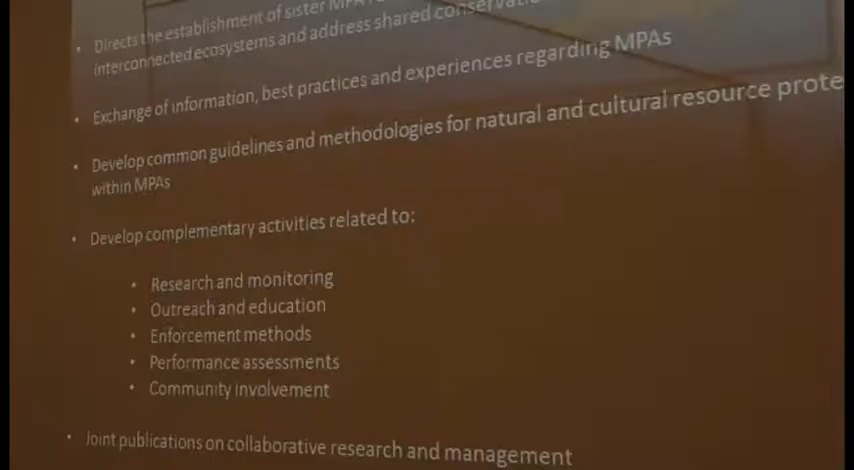 • Directs the establishment of sister MPA
interconnected ecosystems and address shared
• Exchange of information, best practices and experiences regarding MPAs
• Develop common guidelines and methodologies for natural and cultural resource
within MPAs
• Develop complementary activities related to:
• Research and monitoring
• Outreach and education
• Enforcement methods
• Performance assessments
• Community involvement
• Joint publications on collaborative research and management